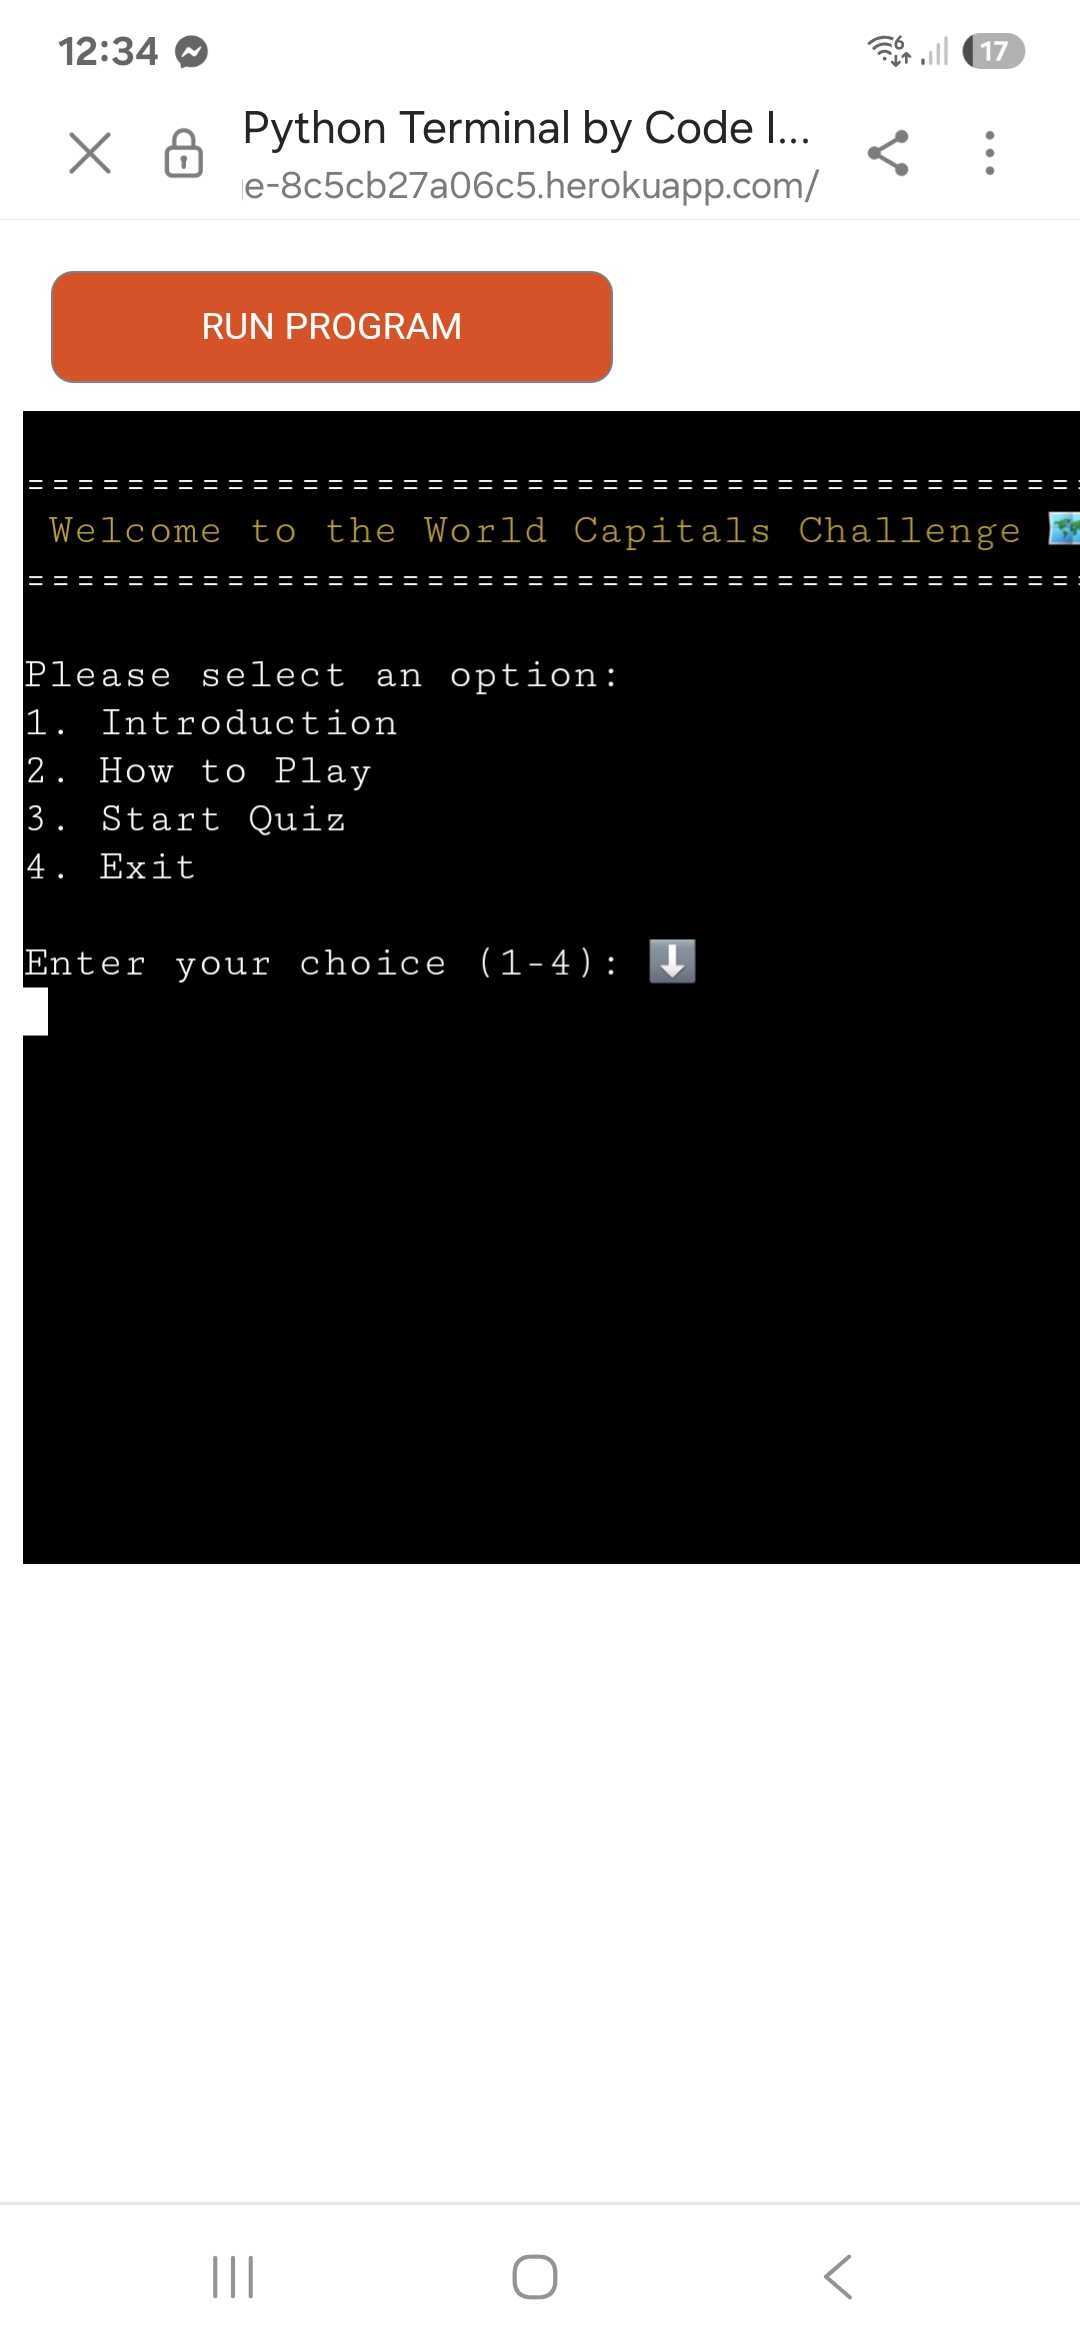 12:34
6
17
Python Terminal by Code I...
e-8c5cb27a06c5.herokuapp.com/
RUN PROGRAM
===========================================
Welcome to the World Capitals Challenge
===========================================
Please select an option:
1. Introduction
2. How to Play
3. Start Quiz
4. Exit
Enter your choice (1-4): ⬇️